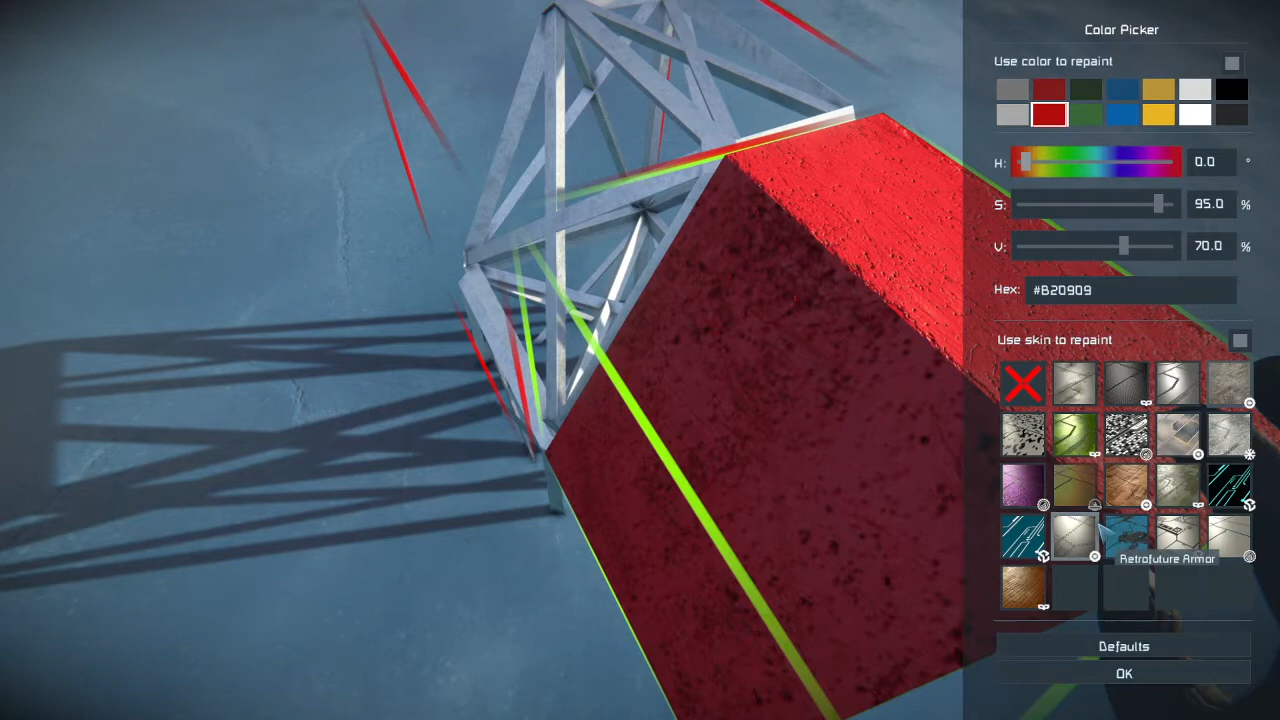 Color Picker
Use color to repaint
H: 0.0 °
S: 95.0 %
V: 70.0 %
Hex: #B20909
Use skin to repaint
Retrofuture Armor
Defaults
OK